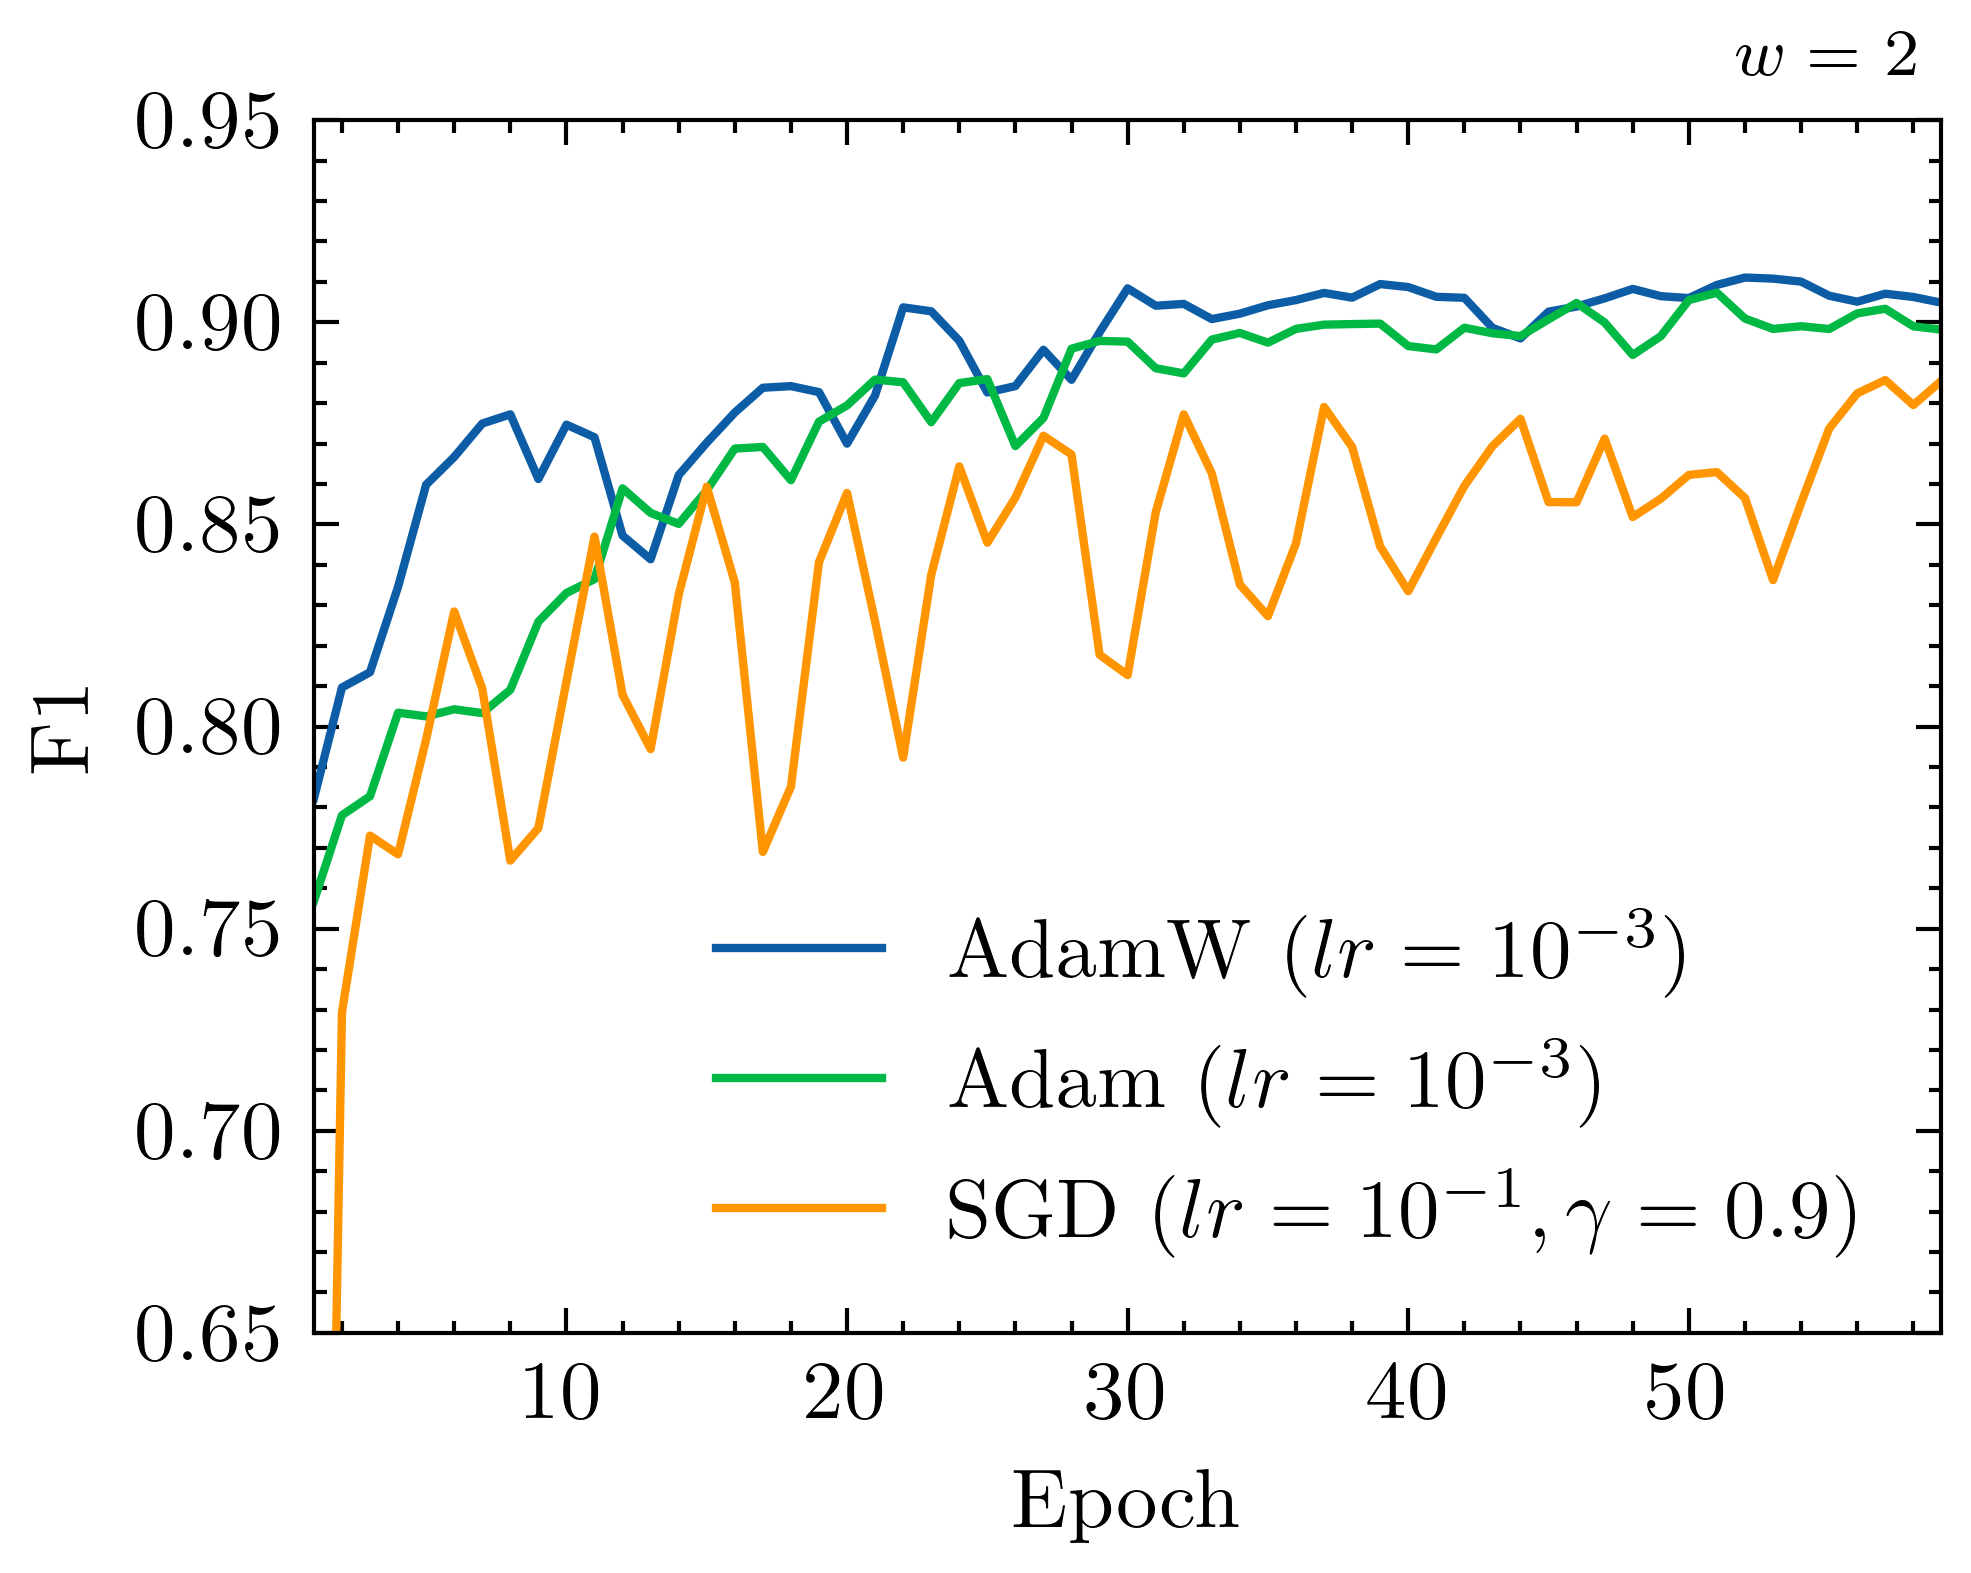 w = 2
0.95
0.90
0.85
0.80
0.75
0.70
0.65
F1
AdamW (lr = 10⁻³)
Adam (lr = 10⁻³)
SGD (lr = 10⁻¹, γ = 0.9)
10 20 30 40 50
Epoch